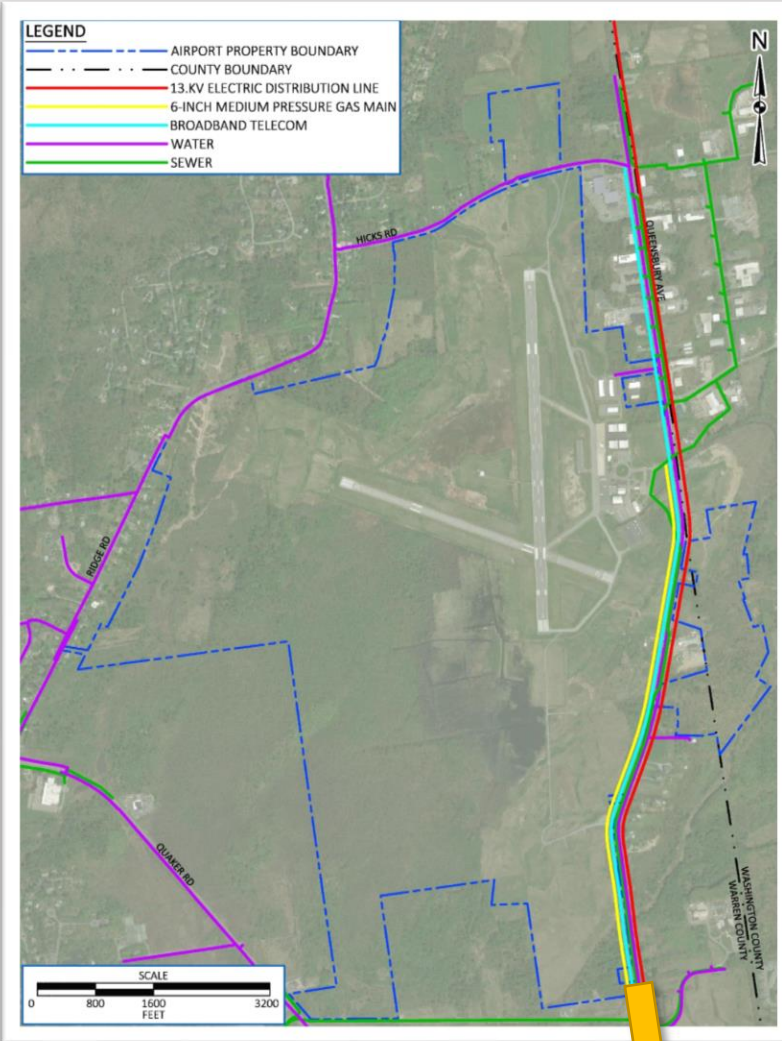 LEGEND
AIRPORT PROPERTY BOUNDARY
COUNTY BOUNDARY
13.KV ELECTRIC DISTRIBUTION LINE
6-INCH MEDIUM PRESSURE GAS MAIN
BROADBAND TELECOM
WATER
SEWER
N
HICKS RD
QUEENSBURY AVE
RIDGE RD
QUAKER RD
WASHINGTON COUNTY
WARREN COUNTY
SCALE
0 800 1600 3200
FEET